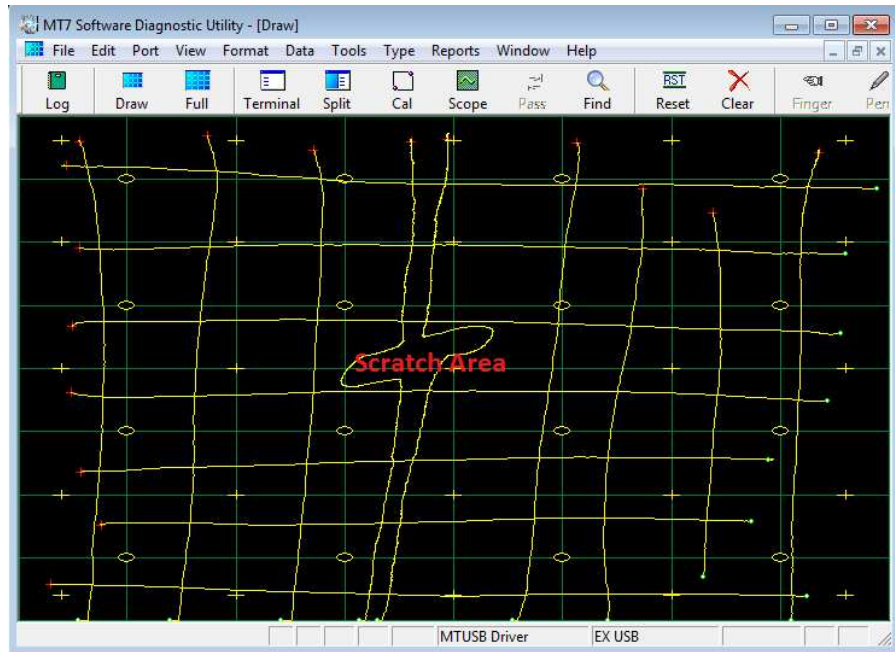 MT7 Software Diagnostic Utility - [Draw]
File Edit Port View Format Data Tools Type Reports Window Help
RST
Log Draw Full Terminal Split Cal Scope Pass Find Reset Clear Finger Pen
Scratch Area
MTUSB Driver EX USB